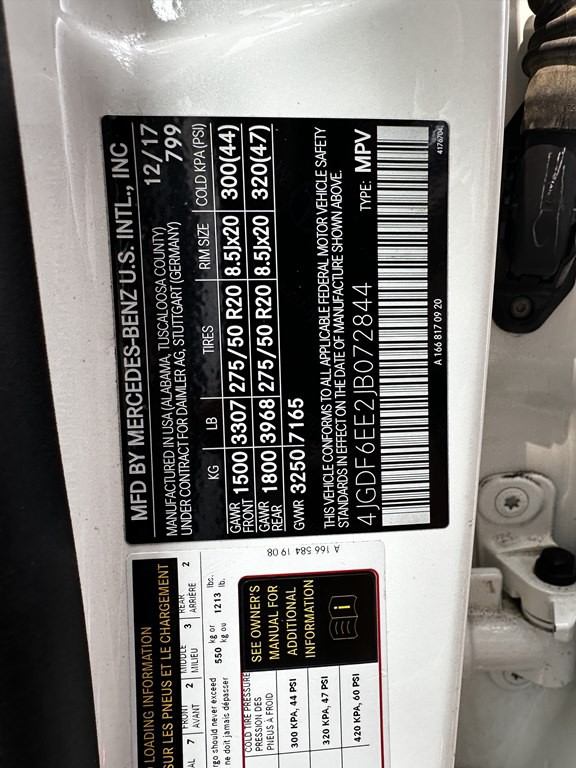 MFD BY MERCEDES-BENZ U.S. INTL., INC
MANUFACTURED IN USA (ALABAMA, TUSCALOOSA COUNTY) 12/17
UNDER CONTRACT FOR DAIMLER AG, STUTTGART (GERMANY) 799
KG LB TIRES RIM SIZE COLD KPA (PSI)
GAWR FRONT 1500 3307 275/50 R20 8.5Jx20 300(44)
GAWR REAR 1800 3968 275/50 R20 8.5Jx20 320(47)
GVWR 3250 7165
THIS VEHICLE CONFORMS TO ALL APPLICABLE FEDERAL MOTOR VEHICLE SAFETY
STANDARDS IN EFFECT ON THE DATE OF MANUFACTURE SHOWN ABOVE.
4JGDF6EE2JB072844 TYPE: MPV
4176704
A 166 817 09 20
A 166 584 19 08
LOADING INFORMATION
SUR LES PNEUS ET LE CHARGEMENT
7 FRONT 2 MIDDLE 3 REAR 2
AVANT MILIEU ARRIÈRE
should never exceed 550 kg or 1213 lbs.
ne doit jamais dépasser kg ou lb.
COLD TIRE PRESSURE
PRESSION DES
PNEUS À FROID
300 KPA, 44 PSI
320 KPA, 47 PSI
420 KPA, 60 PSI
SEE OWNER'S
MANUAL FOR
ADDITIONAL
INFORMATION
i